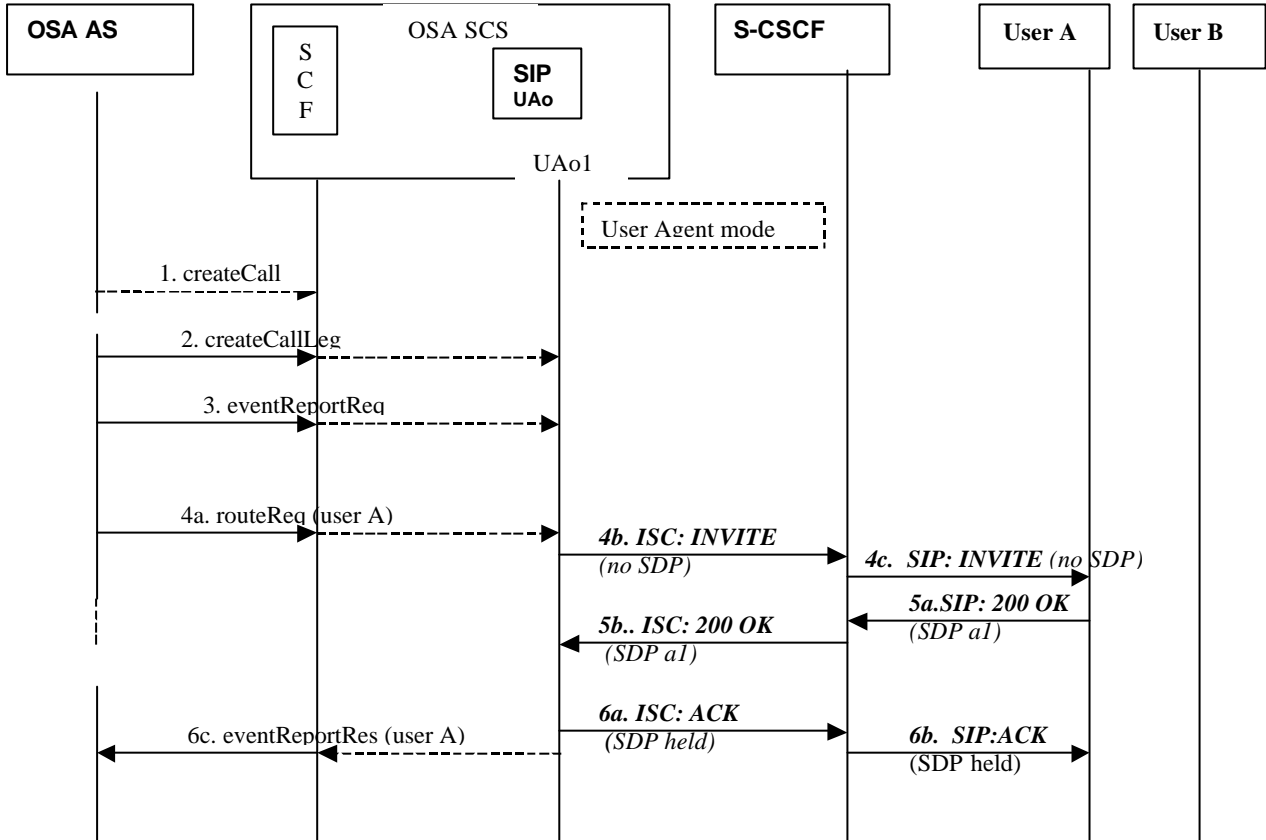 OSA AS
OSA SCS
S-CSCF
User A
User B
S
C
F
SIP
UAo
UAo1
User Agent mode
1. createCall
2. createCallLeg
3. eventReportReq
4a. routeReq (user A)
4b. ISC: INVITE
(no SDP)
4c. SIP: INVITE (no SDP)
5a.SIP: 200 OK
(SDP a1)
5b.. ISC: 200 OK
(SDP a1)
6a. ISC: ACK
(SDP held)
6b. SIP:ACK
(SDP held)
6c. eventReportRes (user A)